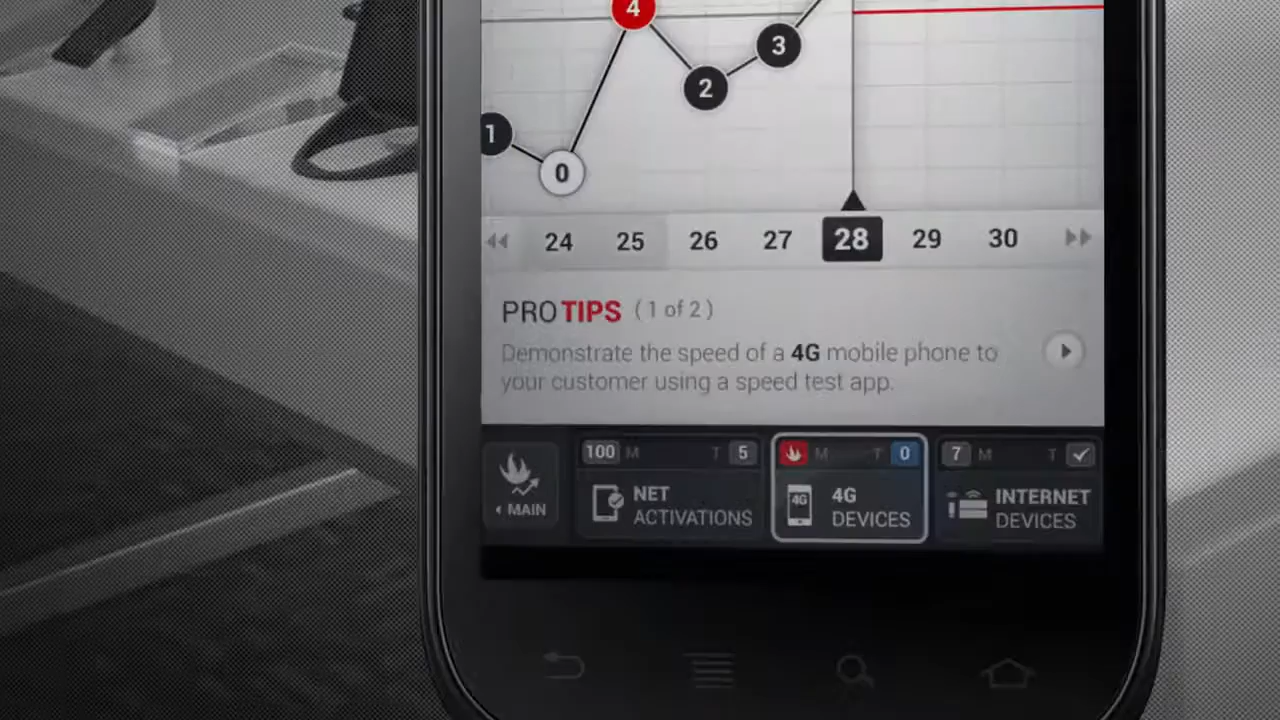 4
3
2
1
0
24 25 26 27 28 29 30
PRO TIPS ( 1 of 2 )
Demonstrate the speed of a 4G mobile phone to
your customer using a speed test app.
100 M T 5
M T 0
7 M T
MAIN
NET
ACTIVATIONS
4G
4G
DEVICES
INTERNET
DEVICES